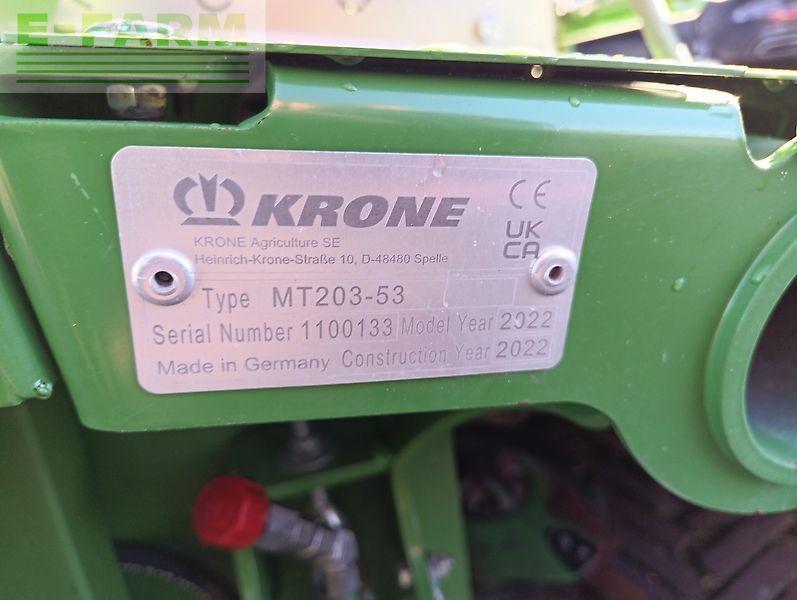 E-FARM
KRONE
CE
KRONE Agriculture SE
Heinrich-Krone-Straße 10, D-48480 Spelle
UK
CA
Type MT203-53
Serial Number 1100133 Model Year 2022
Made in Germany Construction Year 2022